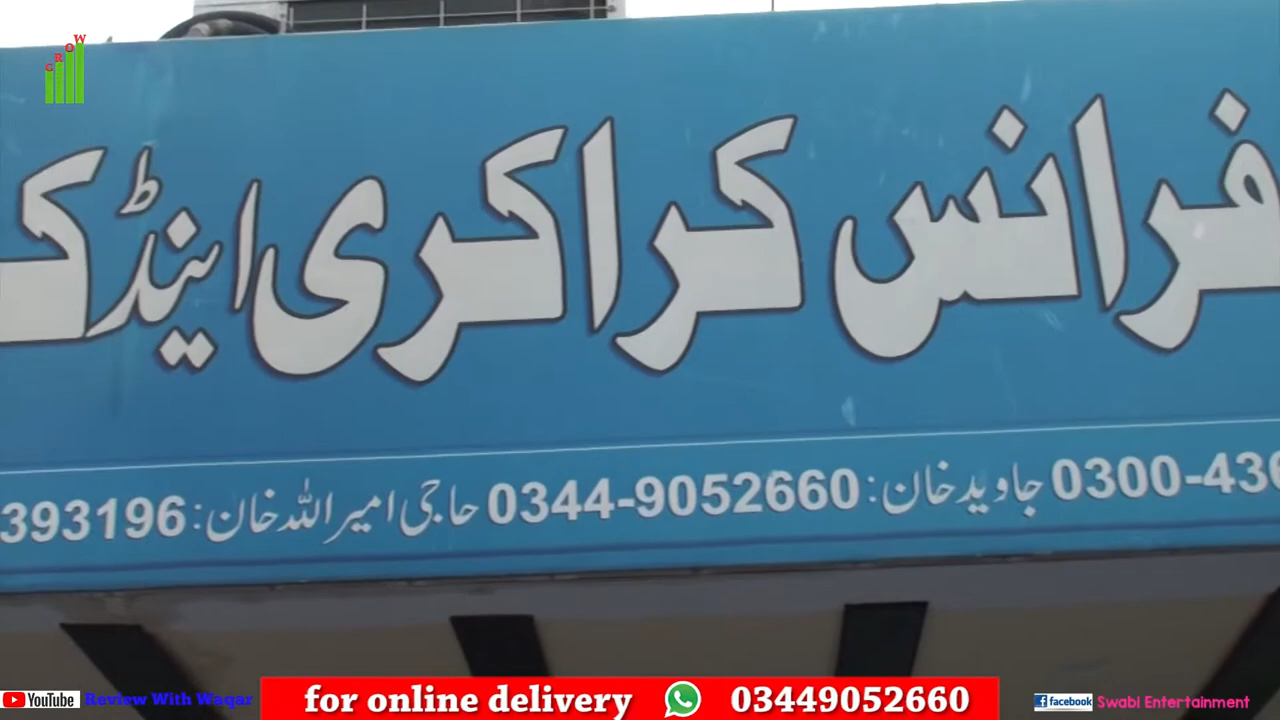 GROW
فرانس کراکری اینڈ ک
0300-43 جاوید خان: 0344-9052660 حاجی امیر اللہ خان: 393196
YouTube Review With Waqar
for online delivery 03449052660
facebook Swabi Entertainment